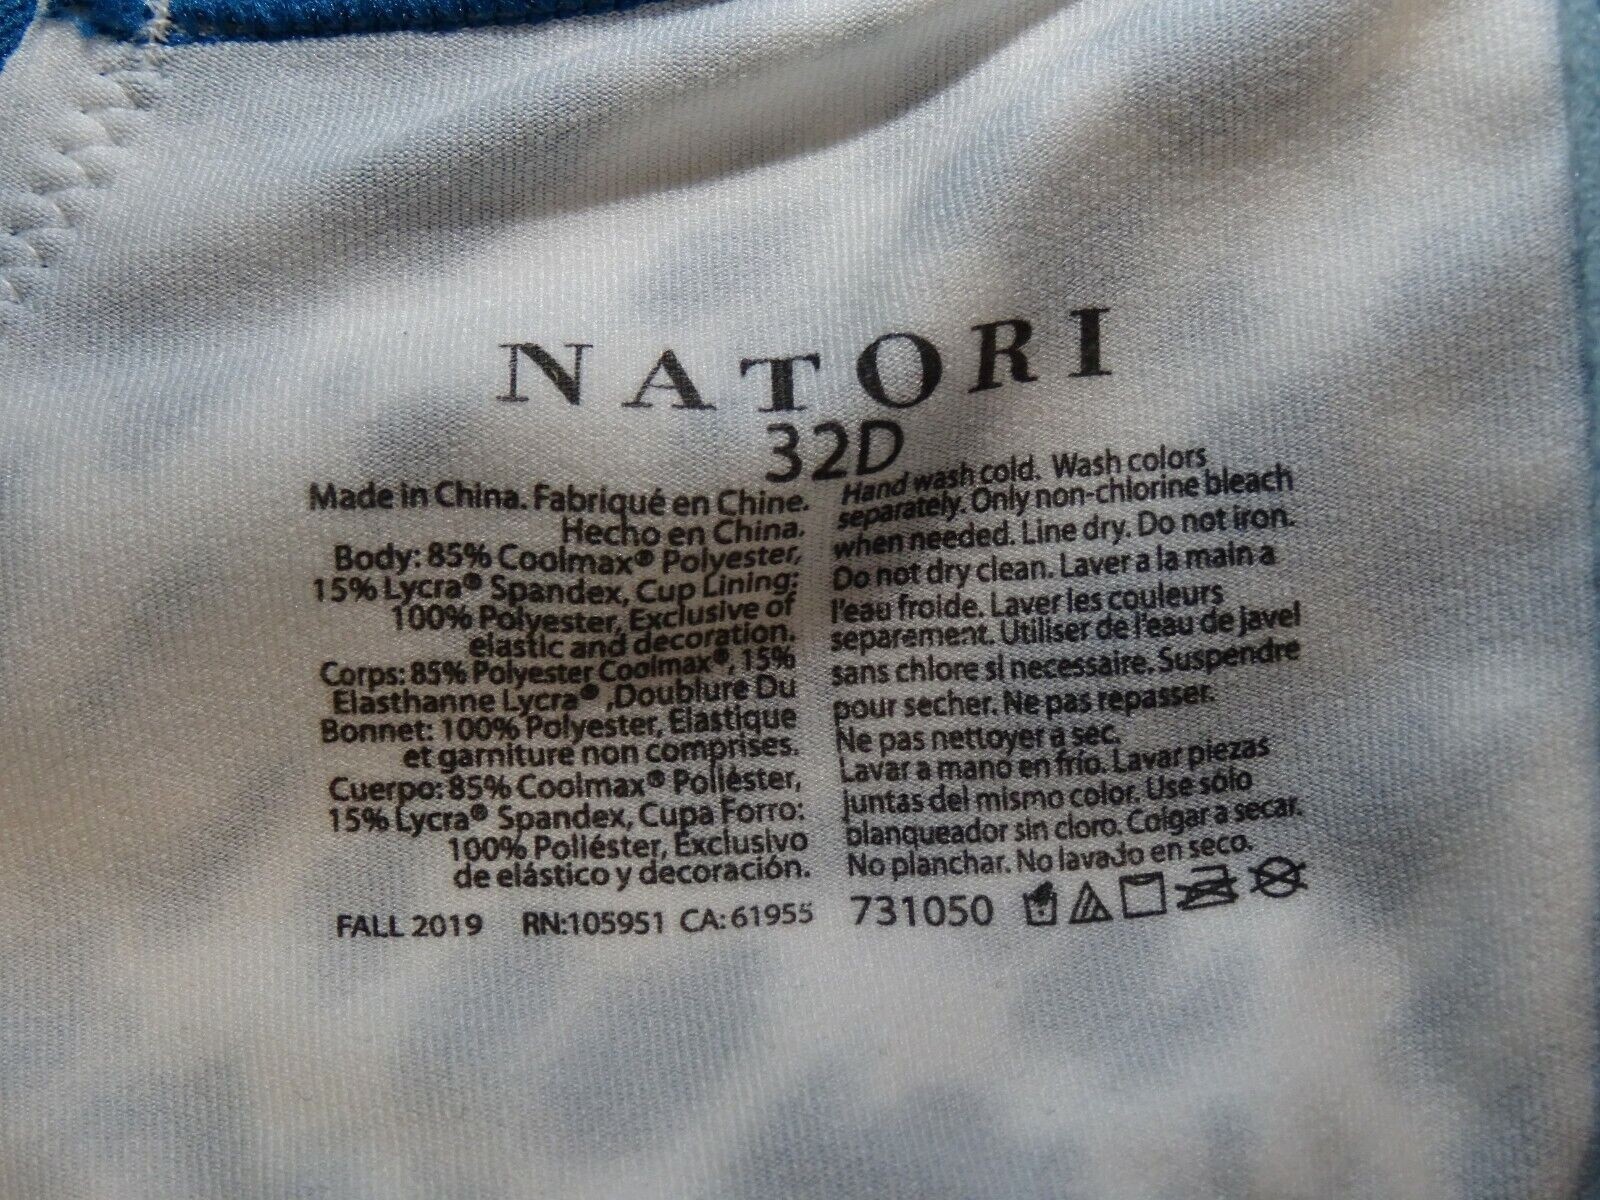 NATORI
32D
Made in China. Fabriqué en Chine.
Hecho en China.
Body: 85% Coolmax® Polyester,
15% Lycra® Spandex, Cup Lining:
100% Polyester, Exclusive of
elastic and decoration.
Corps: 85% Polyester Coolmax®, 15%
Elasthanne Lycra® ,Doublure Du
Bonnet: 100% Polyester, Elastique
et garniture non comprises.
Cuerpo: 85% Coolmax® Poliéster,
15% Lycra® Spandex, Cupa Forro:
100% Poliéster, Exclusivo
de elástico y decoración.
FALL 2019 RN:105951 CA: 61955
Hand wash cold. Wash colors
separately. Only non-chlorine bleach
when needed. Line dry. Do not iron.
Do not dry clean. Laver a la main a
l'eau froide. Laver les couleurs
separement. Utiliser de l'eau de javel
sans chlore si necessaire. Suspendre
pour secher. Ne pas repasser.
Ne pas nettoyer a sec.
Lavar a mano en frío. Lavar piezas
juntas del mismo color. Use sólo
blanqueador sin cloro. Colgar a secar.
No planchar. No lavado en seco.
731050